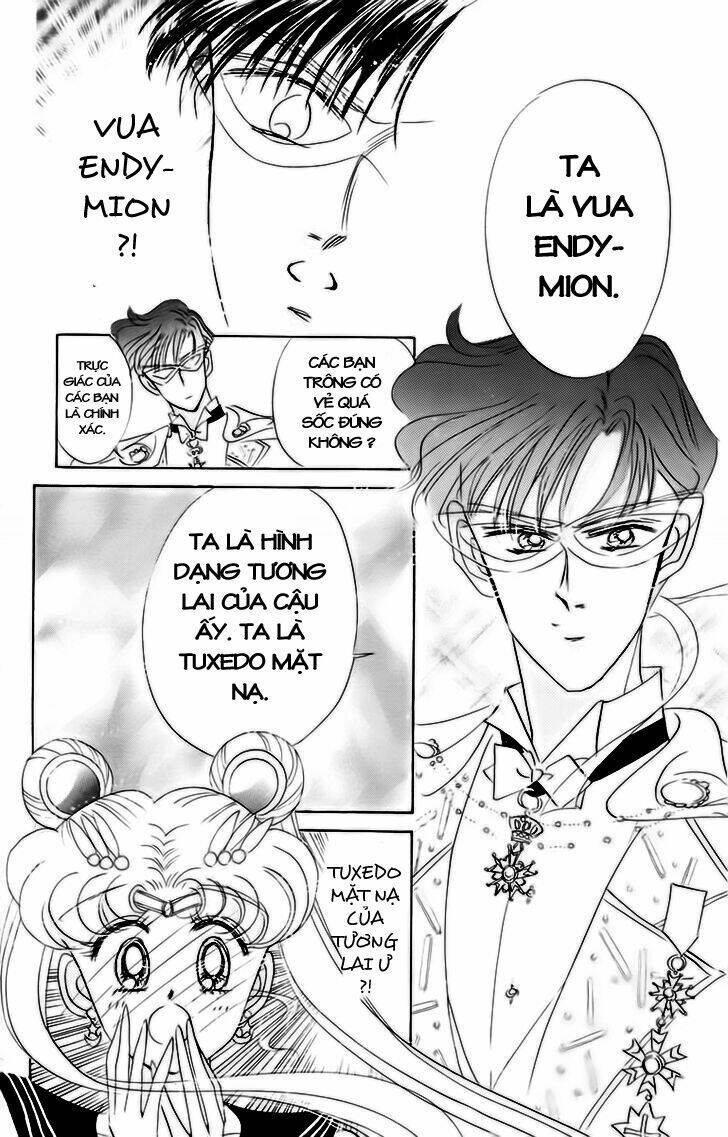 TA
LÀ VUA
ENDY-
MION.
VUA
ENDY-
MION
?!
CÁC BẠN
TRÔNG CÓ
VẺ QUÁ
SỐC ĐÚNG
KHÔNG ?
TRỰC
GIÁC CỦA
CÁC BẠN
LÀ CHÍNH
XÁC.
TA LÀ HÌNH
DẠNG TƯƠNG
LAI CỦA CẬU
ẤY. TA LÀ
TUXEDO MẶT
NẠ.
TUXEDO
MẶT NẠ
CỦA
TƯƠNG
LAI Ư
?!